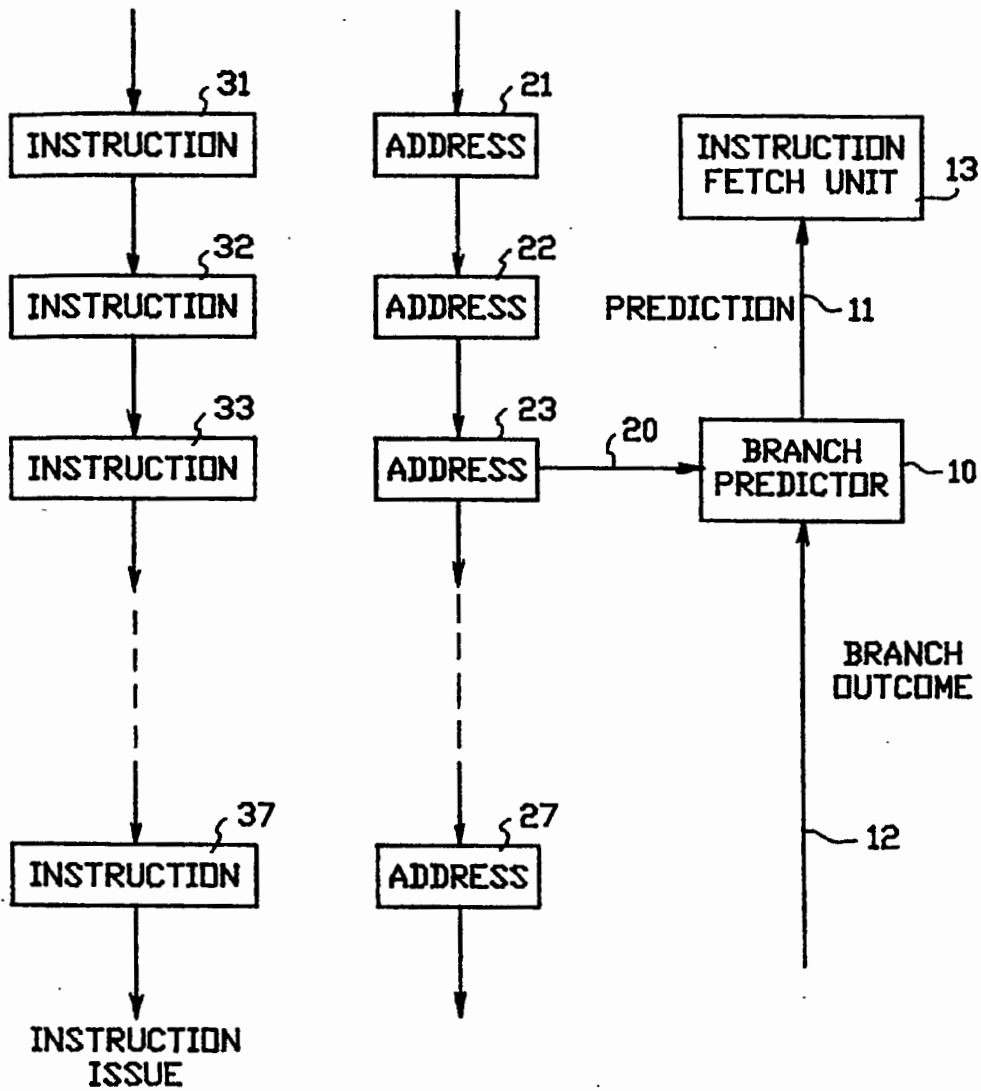 31
INSTRUCTION
21
ADDRESS
INSTRUCTION
FETCH UNIT
13
32
INSTRUCTION
22
ADDRESS
PREDICTION
11
33
INSTRUCTION
23
ADDRESS
20
BRANCH
PREDICTOR
10
BRANCH
OUTCOME
37
INSTRUCTION
27
ADDRESS
12
INSTRUCTION
ISSUE